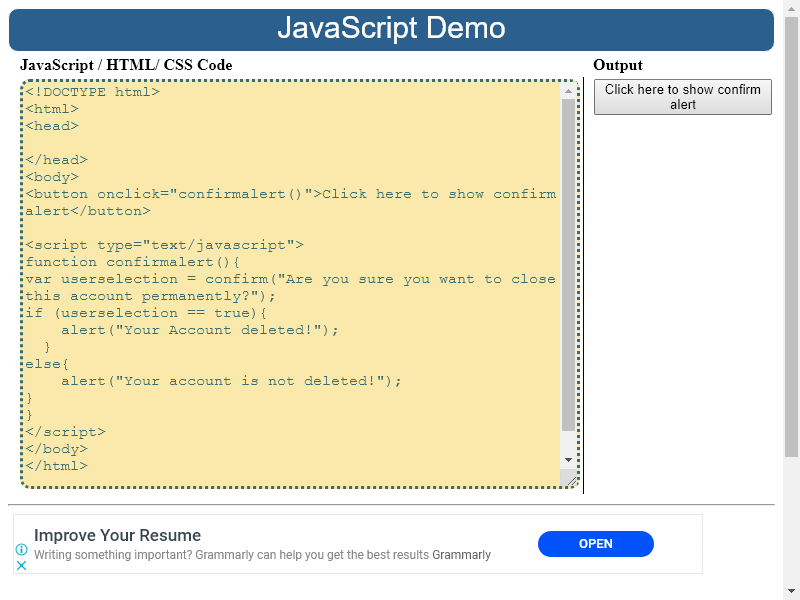 JavaScript Demo
JavaScript / HTML/ CSS Code
<!DOCTYPE html>
<html>
<head>
</head>
<body>
<button onclick="confirmalert()">Click here to show confirm
alert</button>
<script type="text/javascript">
function confirmalert(){
var userselection = confirm("Are you sure you want to close
this account permanently?");
if (userselection == true){
alert("Your Account deleted!");
}
else{
alert("Your account is not deleted!");
}
}
</script>
</body>
</html>
Output
Click here to show confirm
alert
Improve Your Resume
Writing something important? Grammarly can help you get the best results Grammarly
OPEN